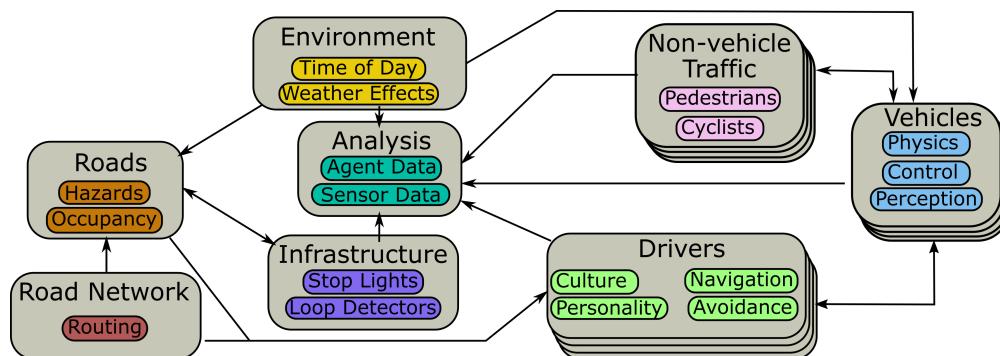 Environment
Time of Day
Weather Effects
Non-vehicle
Traffic
Pedestrians
Cyclists
Vehicles
Physics
Control
Perception
Analysis
Agent Data
Sensor Data
Roads
Hazards
Occupancy
Infrastructure
Stop Lights
Loop Detectors
Drivers
Culture
Navigation
Personality
Avoidance
Road Network
Routing